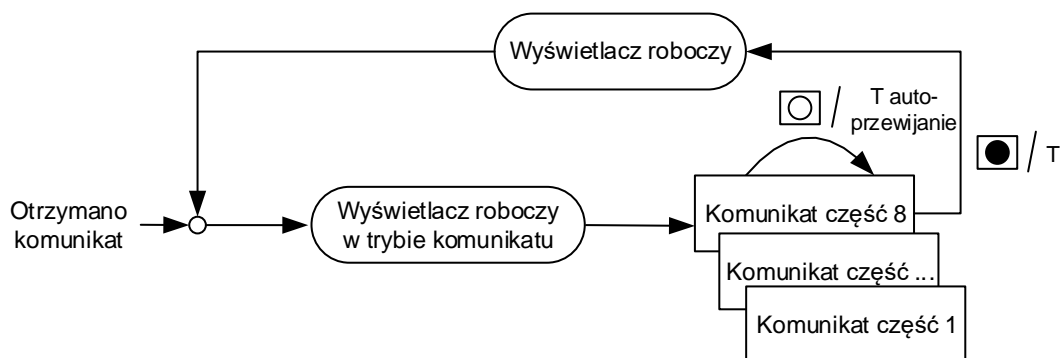 Wyświetlacz roboczy
/ T auto-
przewijanie
/ T
Otrzymano
komunikat
Wyświetlacz roboczy
w trybie komunikatu
Komunikat część 8
Komunikat część ...
Komunikat część 1